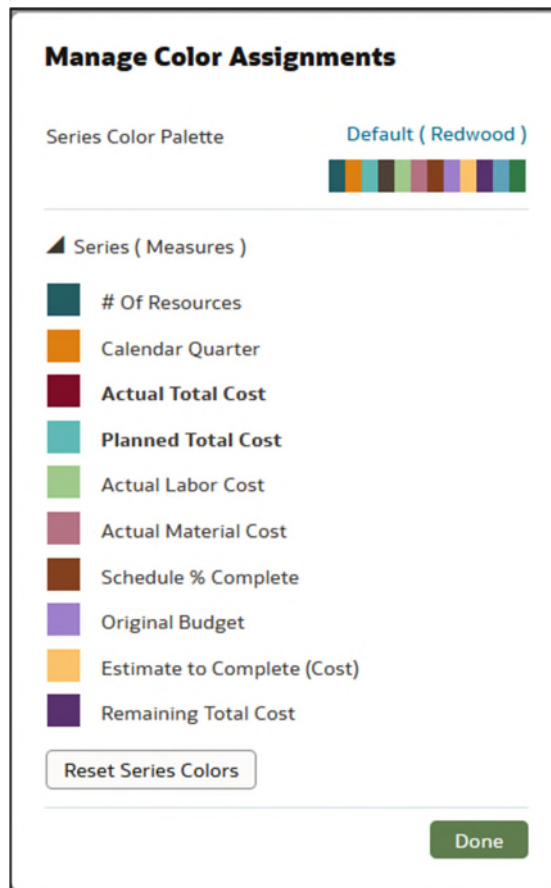 Manage Color Assignments
Series Color Palette
Default ( Redwood )
Series ( Measures )
# Of Resources
Calendar Quarter
Actual Total Cost
Planned Total Cost
Actual Labor Cost
Actual Material Cost
Schedule % Complete
Original Budget
Estimate to Complete (Cost)
Remaining Total Cost
Reset Series Colors
Done